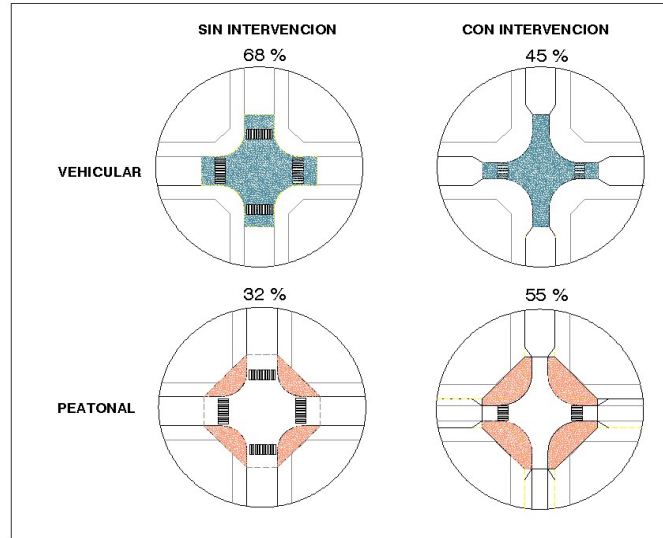 SIN INTERVENCION
CON INTERVENCION
68 %
45 %
VEHICULAR
32 %
55 %
PEATONAL